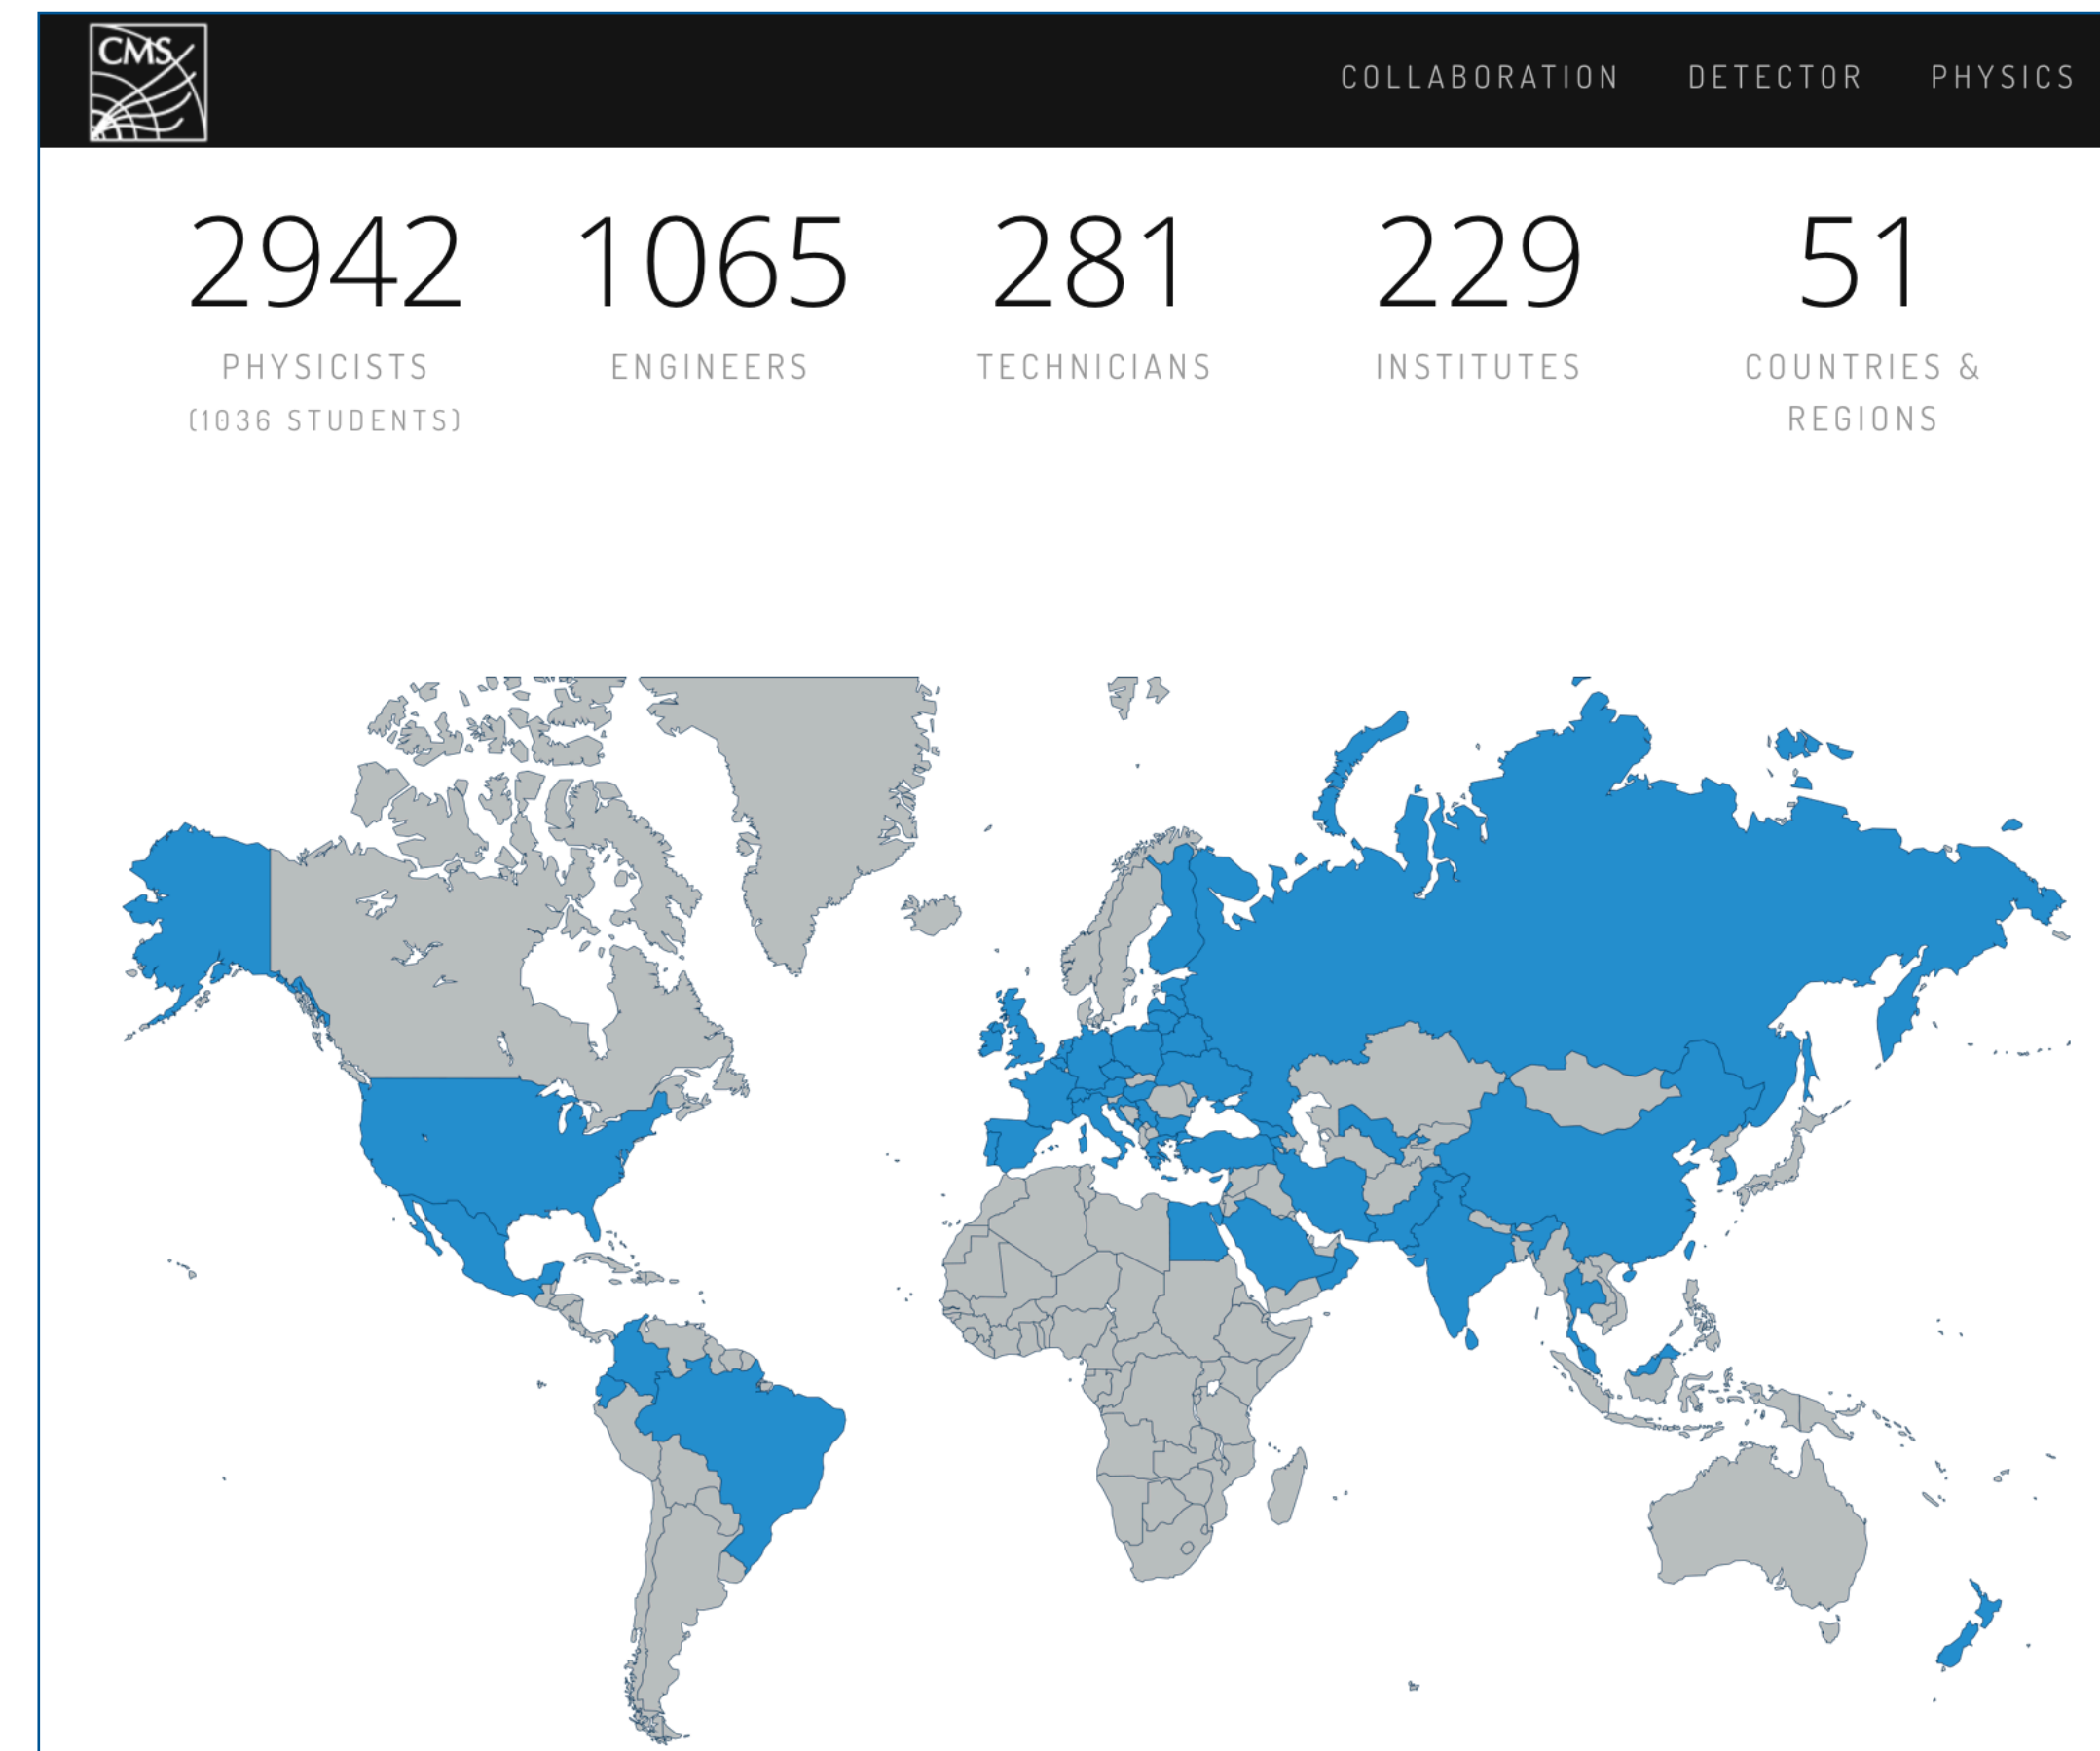 CMS
COLLABORATION DETECTOR PHYSICS
2942 1065 281 229 51
PHYSICISTS ENGINEERS TECHNICIANS INSTITUTES COUNTRIES &
(1036 STUDENTS) REGIONS